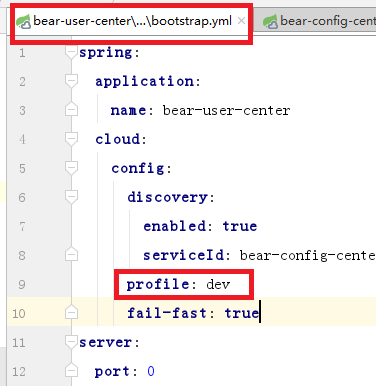 bear-user-center\...\bootstrap.yml × bear-config-cent
1 spring:
2 application:
3 name: bear-user-center
4 cloud:
5 config:
6 discovery:
7 enabled: true
8 serviceId: bear-config-cente
9 profile: dev
10 fail-fast: true
11 server:
12 port: 0